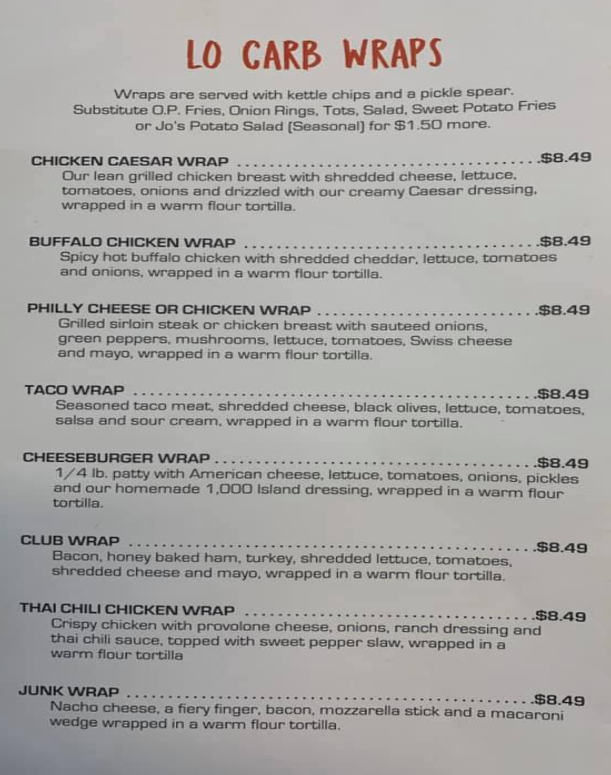 LO CARB WRAPS
Wraps are served with kettle chips and a pickle spear.
Substitute O.P. Fries, Onion Rings, Tots, Salad, Sweet Potato Fries
or Jo's Potato Salad (Seasonal) for $1.50 more.
CHICKEN CAESAR WRAP ........................................$8.49
Our lean grilled chicken breast with shredded cheese, lettuce,
tomatoes, onions and drizzled with our creamy Caesar dressing,
wrapped in a warm flour tortilla.
BUFFALO CHICKEN WRAP ........................................$8.49
Spicy hot buffalo chicken with shredded cheddar, lettuce, tomatoes
and onions, wrapped in a warm flour tortilla.
PHILLY CHEESE OR CHICKEN WRAP ..............................$8.49
Grilled sirloin steak or chicken breast with sauteed onions,
green peppers, mushrooms, lettuce, tomatoes, Swiss cheese
and mayo, wrapped in a warm flour tortilla.
TACO WRAP ..................................................$8.49
Seasoned taco meat, shredded cheese, black olives, lettuce, tomatoes,
salsa and sour cream, wrapped in a warm flour tortilla.
CHEESEBURGER WRAP ..........................................$8.49
1/4 lb. patty with American cheese, lettuce, tomatoes, onions, pickles
and our homemade 1,000 Island dressing, wrapped in a warm flour
tortilla.
CLUB WRAP ..................................................$8.49
Bacon, honey baked ham, turkey, shredded lettuce, tomatoes,
shredded cheese and mayo, wrapped in a warm flour tortilla.
THAI CHILI CHICKEN WRAP ....................................$8.49
Crispy chicken with provolone cheese, onions, ranch dressing and
thai chili sauce, topped with sweet pepper slaw, wrapped in a
warm flour tortilla
JUNK WRAP ..................................................$8.49
Nacho cheese, a fiery finger, bacon, mozzarella stick and a macaroni
wedge wrapped in a warm flour tortilla.